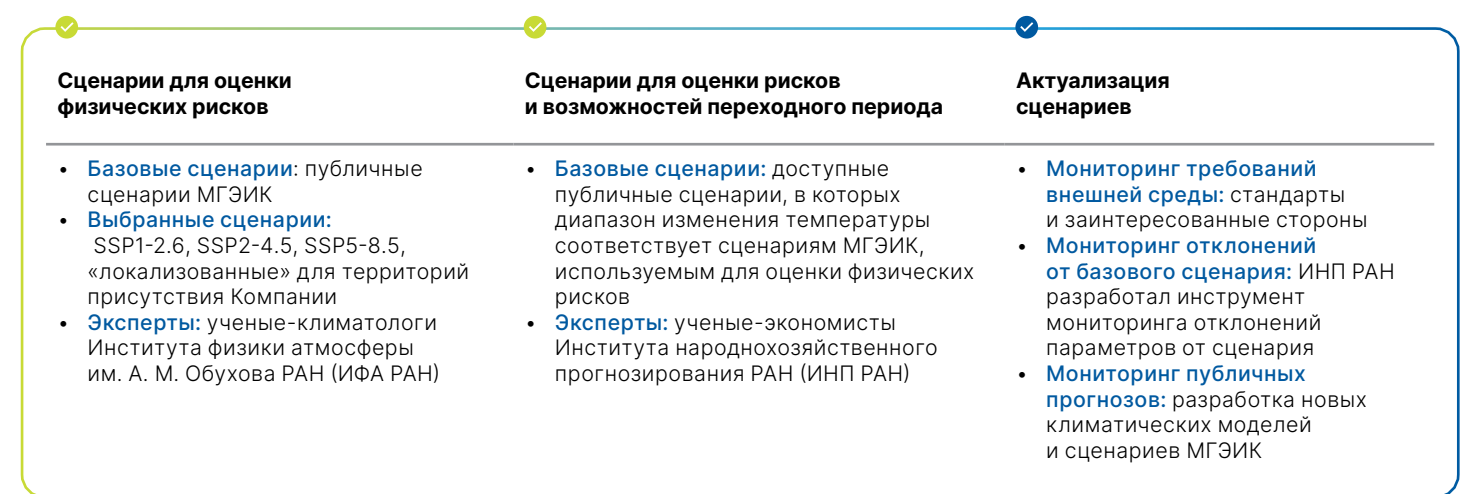 Сценарии для оценки
физических рисков
• Базовые сценарии: публичные
сценарии МГЭИК
• Выбранные сценарии:
SSP1-2.6, SSP2-4.5, SSP5-8.5,
«локализованные» для территорий
присутствия Компании
• Эксперты: ученые-климатологи
Института физики атмосферы
им. А. М. Обухова РАН (ИФА РАН)
Сценарии для оценки рисков
и возможностей переходного периода
• Базовые сценарии: доступные
публичные сценарии, в которых
диапазон изменения температуры
соответствует сценариям МГЭИК,
используемым для оценки физических
рисков
• Эксперты: ученые-экономисты
Института народнохозяйственного
прогнозирования РАН (ИНП РАН)
Актуализация
сценариев
• Мониторинг требований
внешней среды: стандарты
и заинтересованные стороны
• Мониторинг отклонений
от базового сценария: ИНП РАН
разработал инструмент
мониторинга отклонений
параметров от сценария
• Мониторинг публичных
прогнозов: разработка новых
климатических моделей
и сценариев МГЭИК